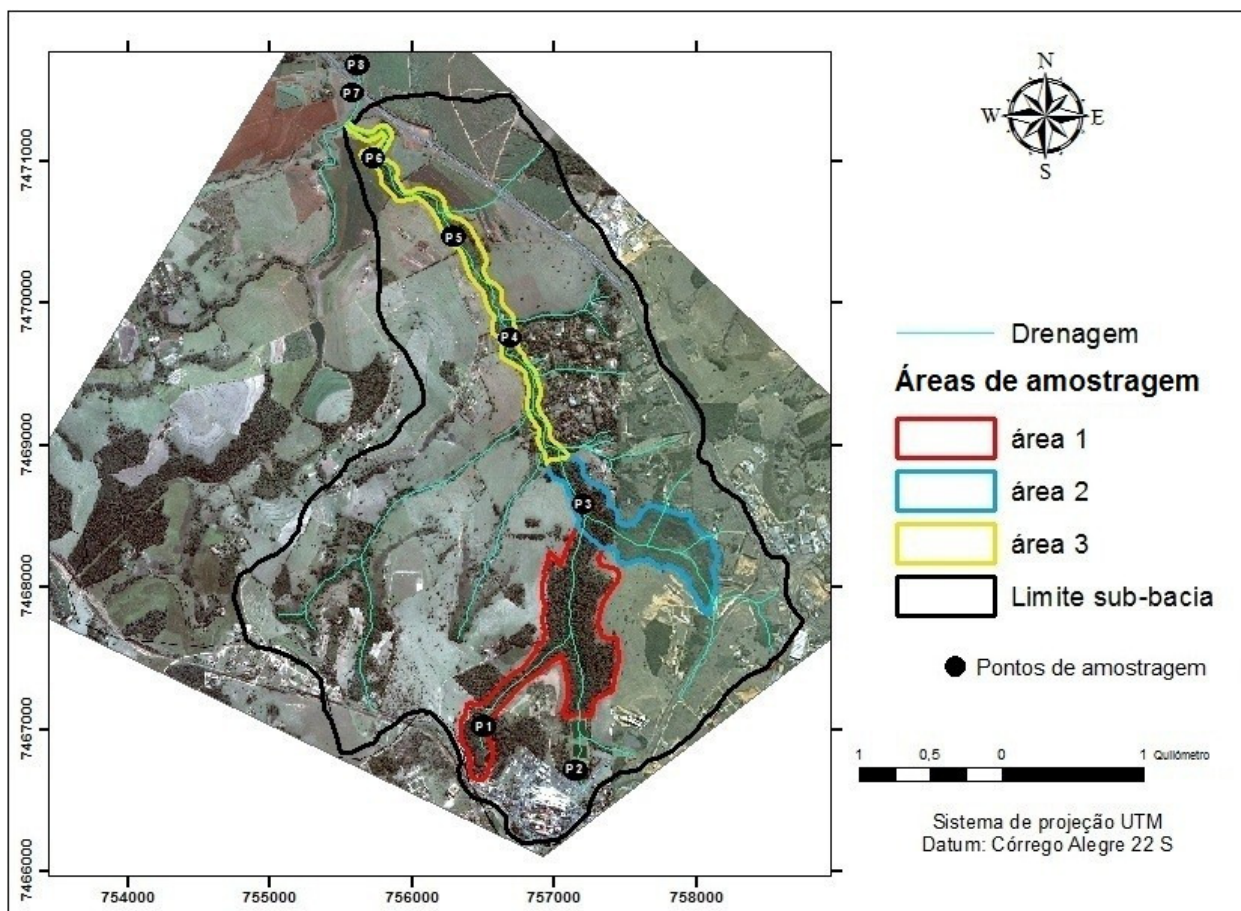 P8
P7
P6
P5
P4
P3
P1
P2
7471000
7470000
7469000
7468000
7467000
7466000
754000
755000
756000
757000
758000
N
W
E
S
Drenagem
Áreas de amostragem
área 1
área 2
área 3
Limite sub-bacia
Pontos de amostragem
1 0,5 0 1 Quilómetro
Sistema de projeção UTM
Datum: Córrego Alegre 22 S